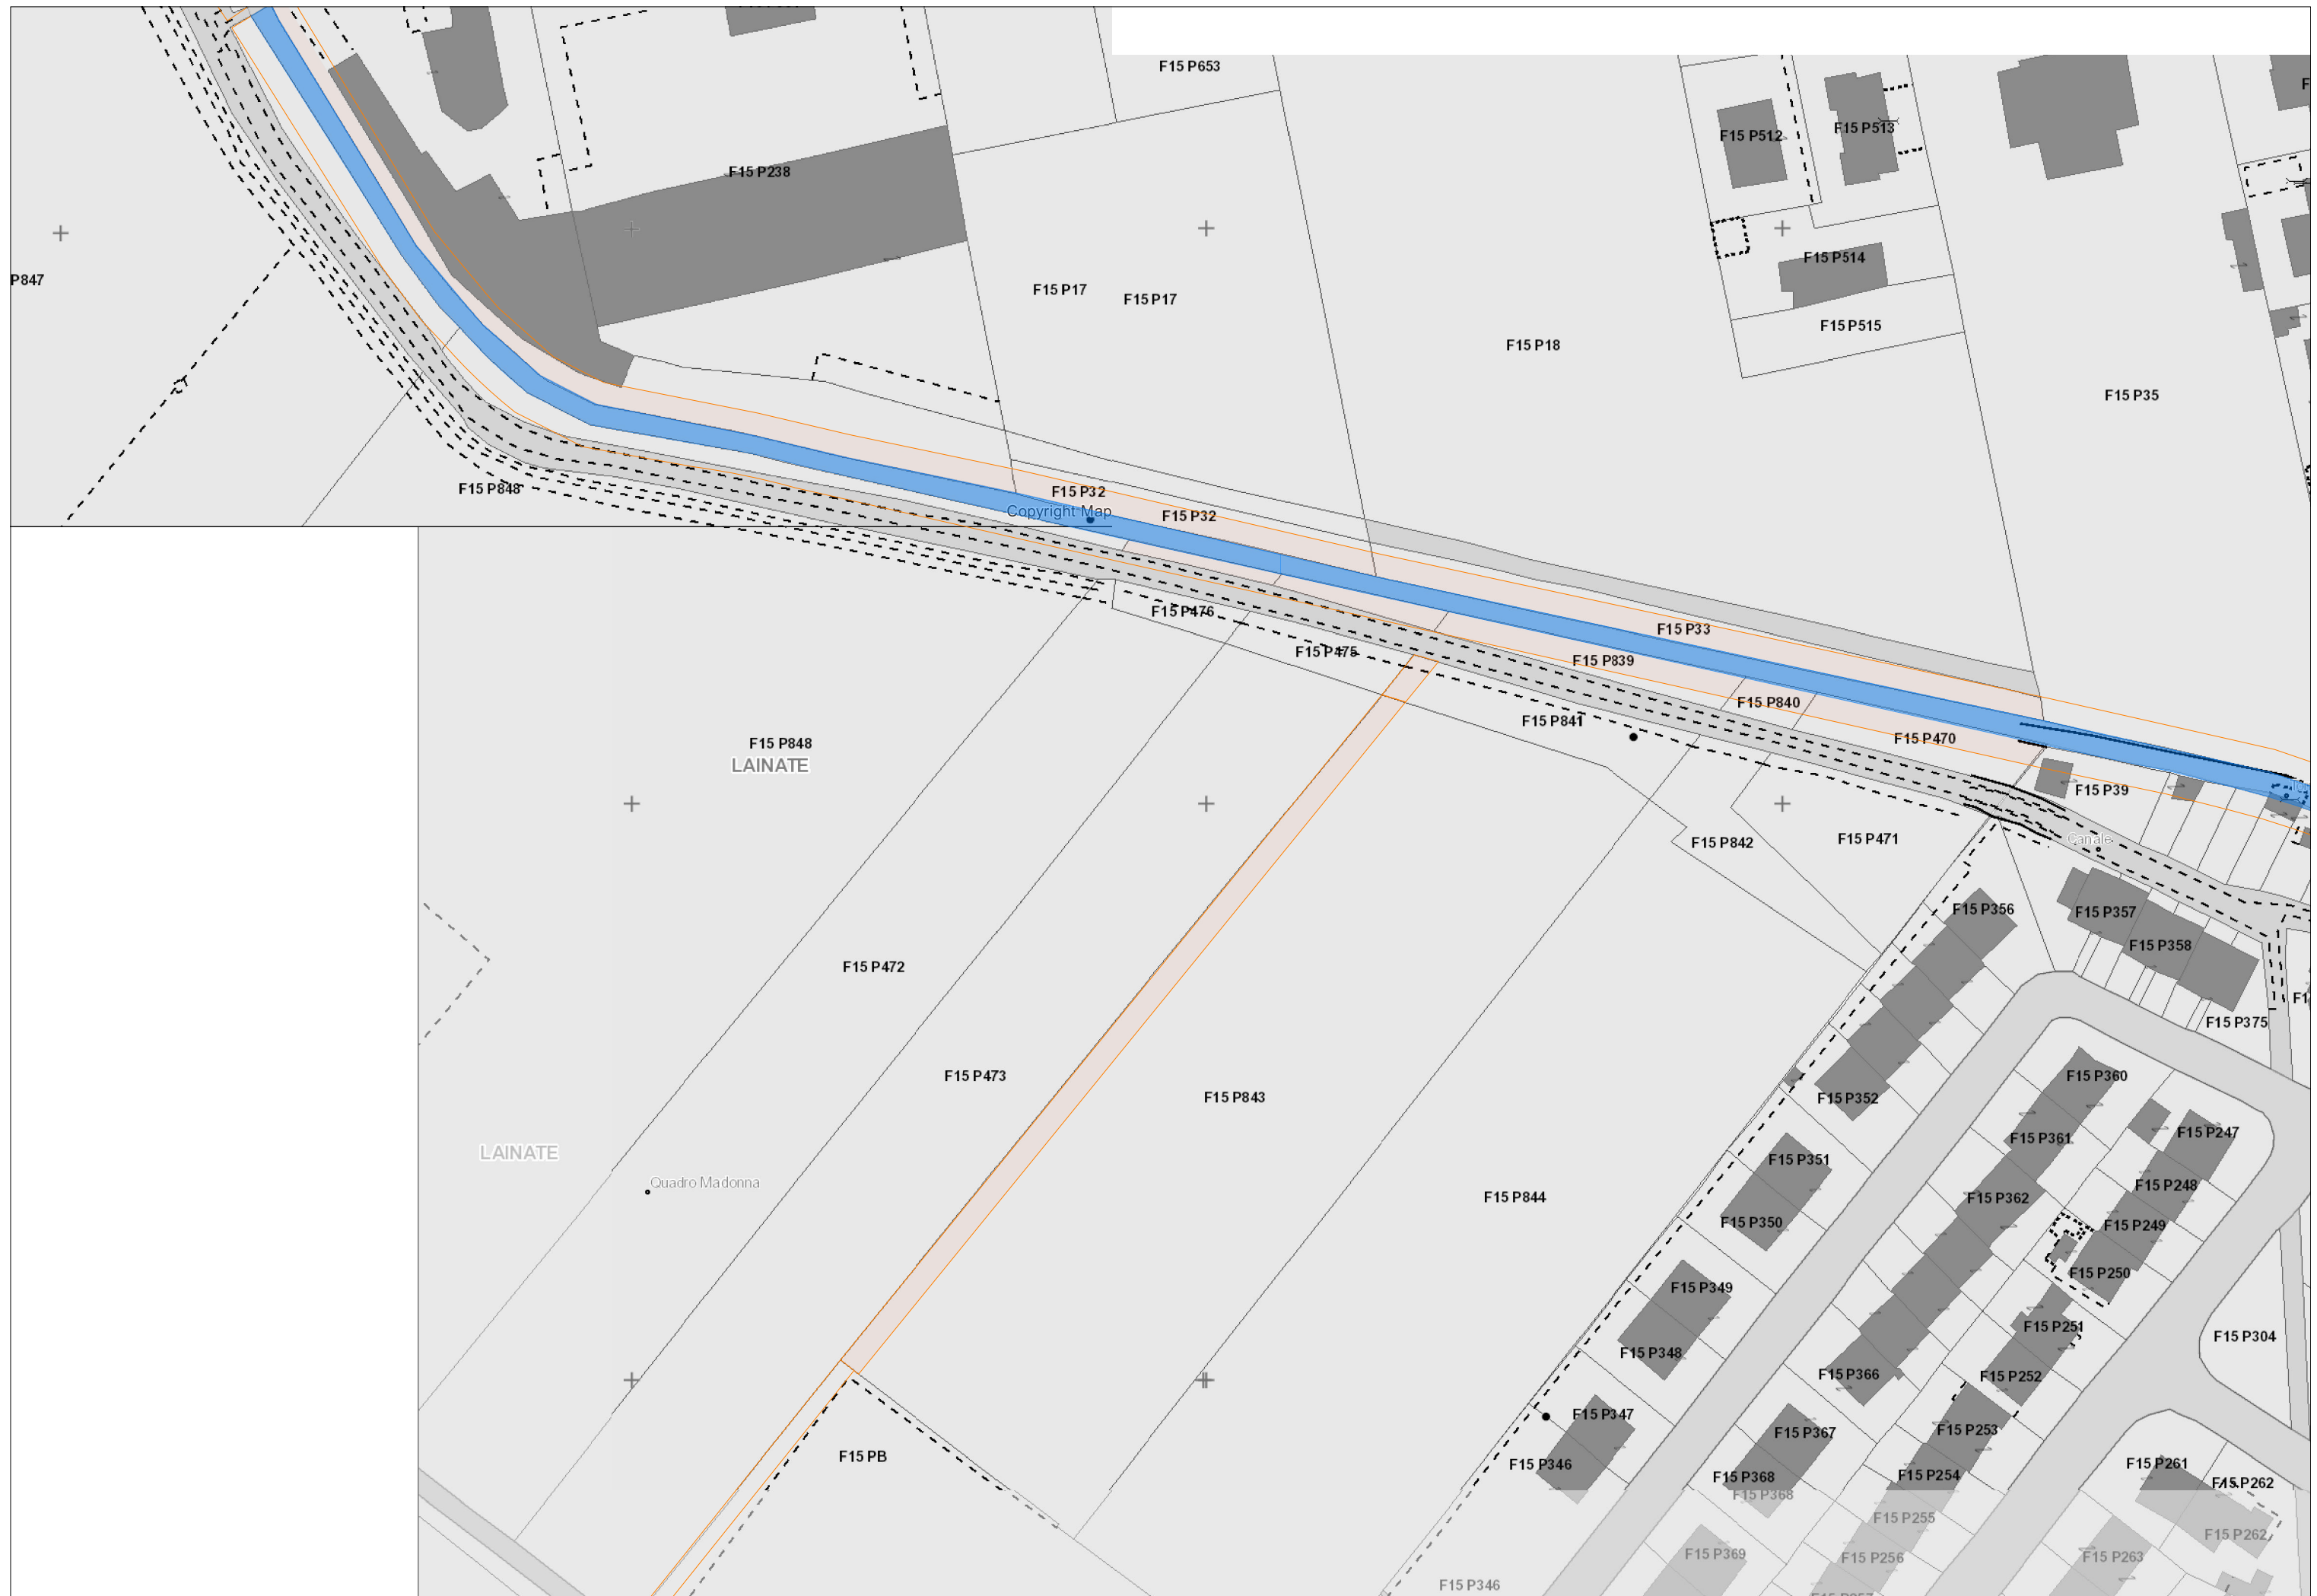 F15 P653
F15 P512
F15 P513
F15 P238
F15 P514
P847
F15 P17
F15 P17
F15 P515
F15 P18
F15 P35
F15 P848
F15 P32
Copyright Map
F15 P32
F15 P476
F15 P33
F15 P475
F15 P839
F15 P840
F15 P841
F15 P470
F15 P848
LAINATE
F15 P39
F15 P842
F15 P471
Canale
F15 P356
F15 P357
F15 P358
F15 P472
F15 P375
F15 P473
F15 P360
F15 P843
F15 P352
F15 P361
F15 P247
LAINATE
F15 P351
Quadro Madonna
F15 P248
F15 P844
F15 P362
F15 P350
F15 P249
F15 P250
F15 P349
F15 P251
F15 P304
F15 P348
F15 P366
F15 P252
F15 P347
F15 P253
F15 P367
F15 PB
F15 P346
F15 P261
F15 P368
F15 P254
F15 P262
F15 P368
F15 P255
F15 P262
F15 P369
F15 P256
F15 P263
F15 P346